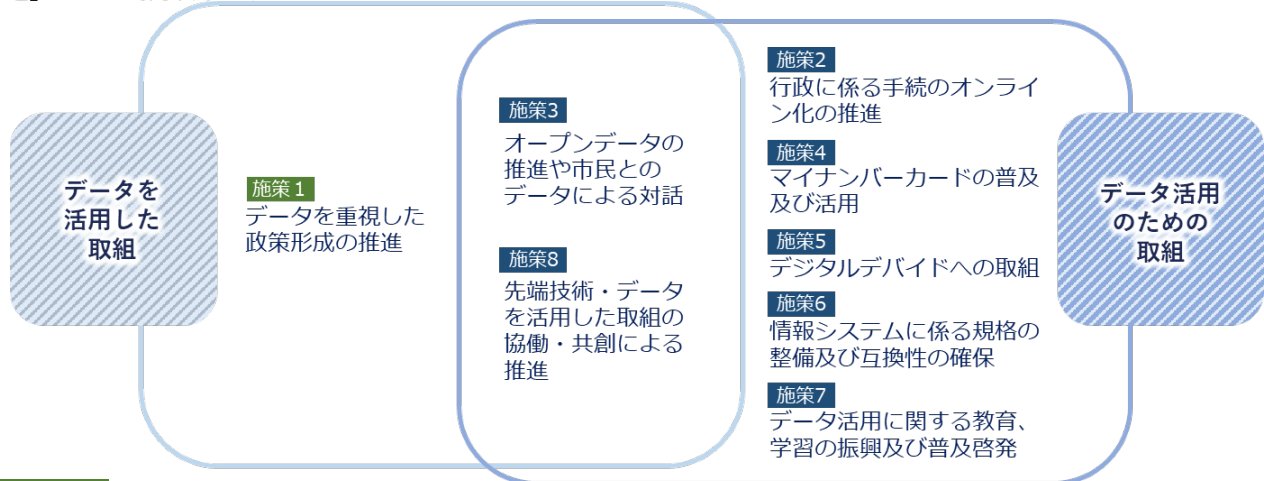 データを
活用した
取組
施策１
データを重視した
政策形成の推進
施策3
オープンデータの
推進や市民との
データによる対話
施策8
先端技術・データ
を活用した取組の
協働・共創による
推進
施策2
行政に係る手続のオンライ
ン化の推進
施策4
マイナンバーカードの普及
及び活用
施策5
デジタルデバイドへの取組
施策6
情報システムに係る規格の
整備及び互換性の確保
施策7
データ活用に関する教育、
学習の振興及び普及啓発
データ活用
のための
取組